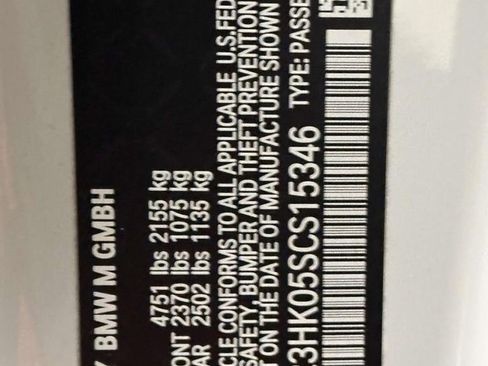 BMW M GMBH
4751 lbs 2155 kg
ONT 2370 lbs 1075 kg
AR 2502 lbs 1135 kg
CLE CONFORMS TO ALL APPLICABLE U.S.FED
SAFETY, BUMPER AND THEFT PREVENTION
T ON THE DATE OF MANUFACTURE SHOWN
3HK05SCS15346 TYPE: PASSE